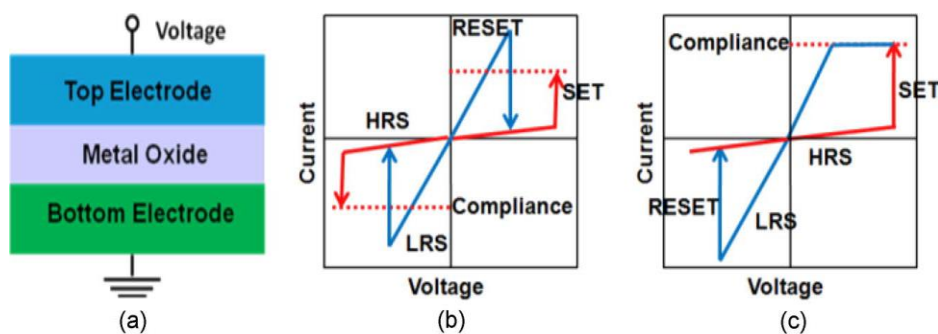 Voltage
Top Electrode
Metal Oxide
Bottom Electrode
(a)
RESET
SET
HRS
Current
Compliance
LRS
Voltage
(b)
Compliance
SET
Current
HRS
RESET
LRS
Voltage
(c)